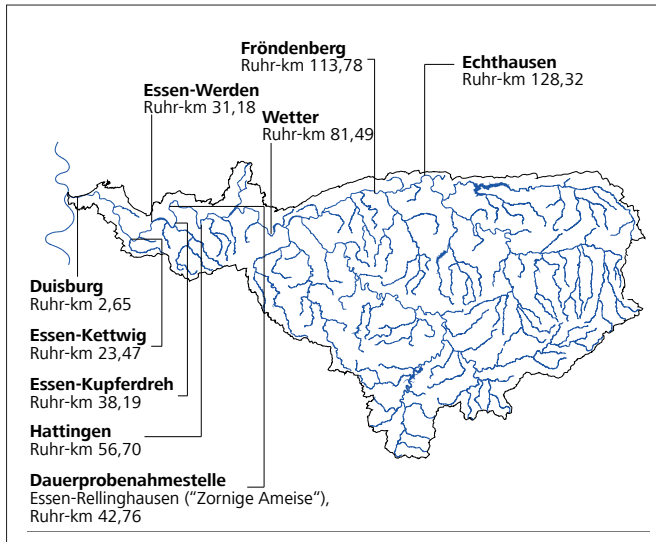 Fröndenberg
Ruhr-km 113,78
Echthausen
Ruhr-km 128,32
Essen-Werden
Ruhr-km 31,18
Wetter
Ruhr-km 81,49
Duisburg
Ruhr-km 2,65
Essen-Kettwig
Ruhr-km 23,47
Essen-Kupferdreh
Ruhr-km 38,19
Hattingen
Ruhr-km 56,70
Dauerprobenahmestelle
Essen-Rellinghausen (“Zornige Ameise“),
Ruhr-km 42,76